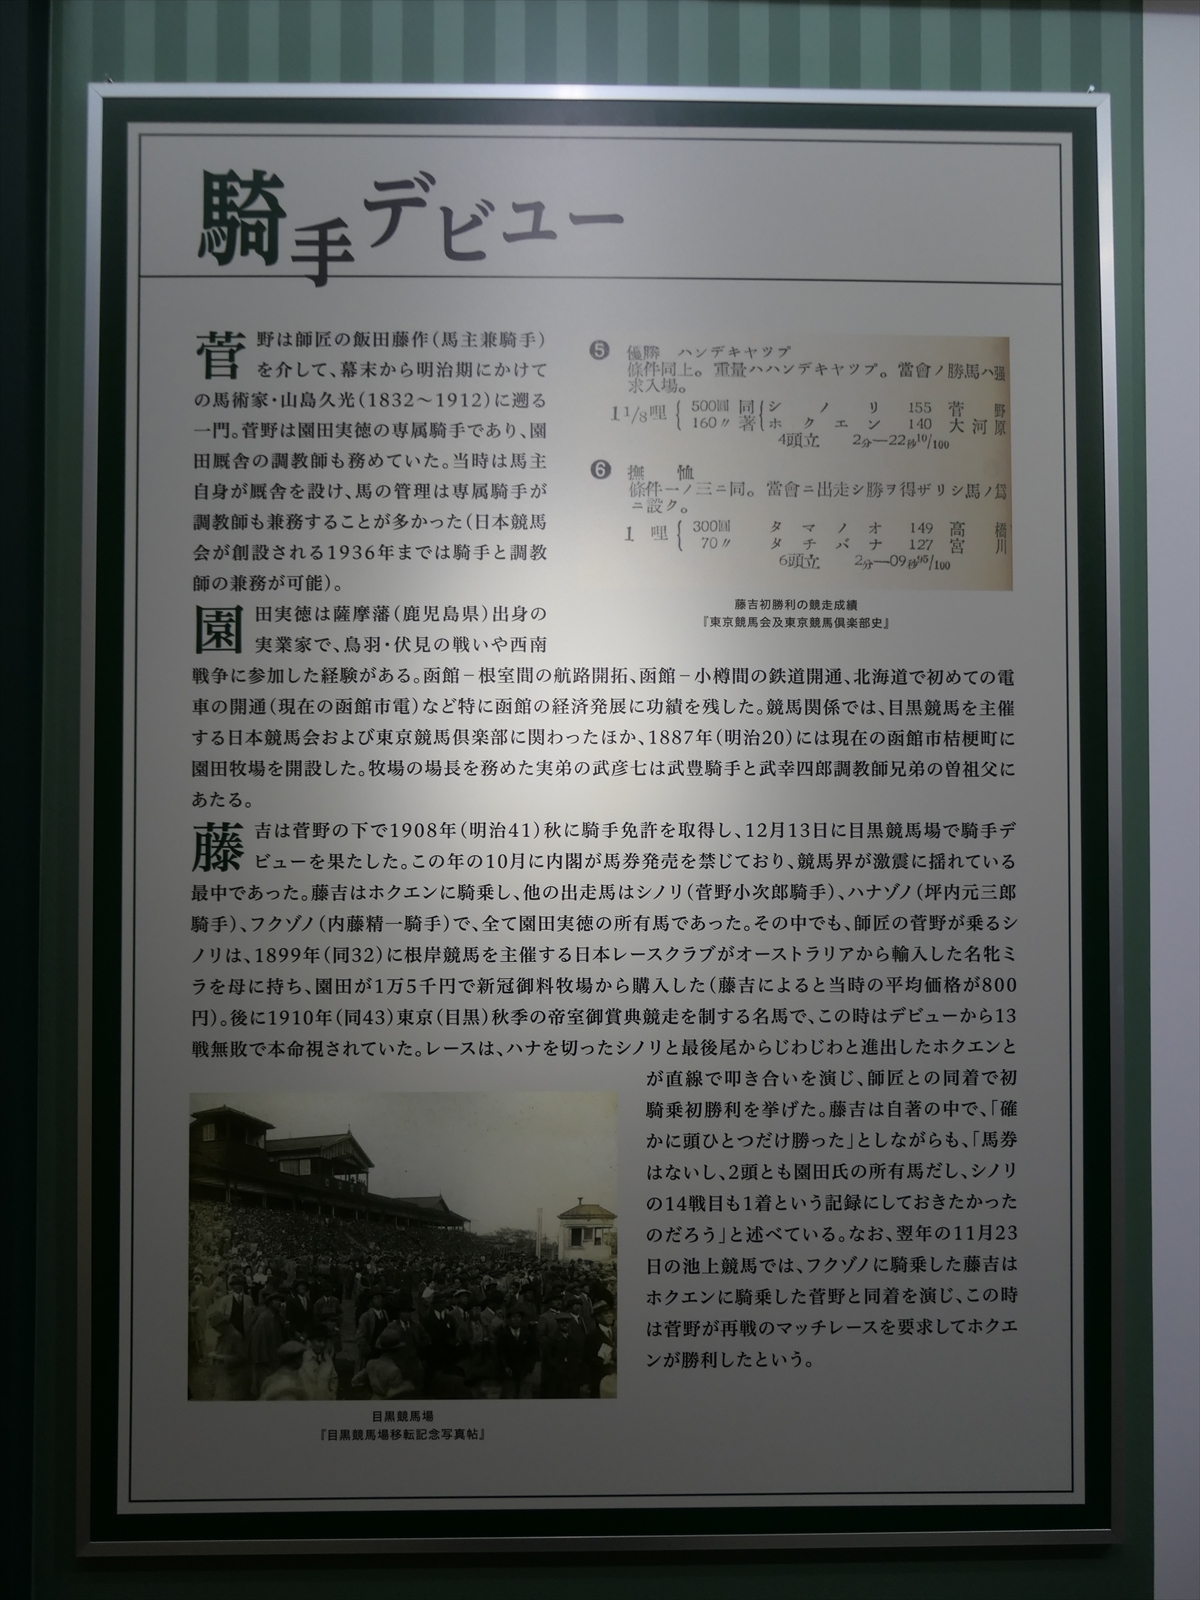 騎手デビュー
菅野は師匠の飯田藤作（馬主兼騎手）
を介して、幕末から明治期にかけて
の馬術家・山島久光（1832～1912）に遡る
一門。菅野は園田実徳の専属騎手であり、園
田厩舎の調教師も務めていた。当時は馬主
自身が厩舎を設け、馬の管理は専属騎手が
調教師も兼務することが多かった（日本競馬
会が創設される1936年までは騎手と調教
師の兼務が可能）。
❺ 優勝 ハンデキヤツプ
條件同上。重量ハハンデキヤツプ。當會ノ勝馬ハ强
求入場。
1 1/8哩 500圓 同 シノリ 155 菅野
160〃 著 ホクエン 140 大河原
4頭立 2分―22秒10/100
❻ 撫恤
條件一ノ三ニ同。當會ニ出走シ勝ヲ得ザリシ馬ノ爲
ニ設ク。
1哩 300圓 タマノオ 149 高橋
70〃 タチバナ 127 宮川
6頭立 2分―09秒95/100
藤吉初勝利の競走成績
『東京競馬会及東京競馬倶楽部史』
園田実徳は薩摩藩（鹿児島県）出身の
実業家で、鳥羽・伏見の戦いや西南
戦争に参加した経験がある。函館－根室間の航路開拓、函館－小樽間の鉄道開通、北海道で初めての電
車の開通（現在の函館市電）など特に函館の経済発展に功績を残した。競馬関係では、目黒競馬を主催
する日本競馬会および東京競馬倶楽部に関わったほか、1887年（明治20）には現在の函館市桔梗町に
園田牧場を開設した。牧場の場長を務めた実弟の武彦七は武豊騎手と武幸四郎調教師兄弟の曽祖父に
あたる。
藤吉は菅野の下で1908年（明治41）秋に騎手免許を取得し、12月13日に目黒競馬場で騎手デ
ビューを果たした。この年の10月に内閣が馬券発売を禁じており、競馬界が激震に揺れている
最中であった。藤吉はホクエンに騎乗し、他の出走馬はシノリ（菅野小次郎騎手）、ハナゾノ（坪内元三郎
騎手）、フクゾノ（内藤精一騎手）で、全て園田実徳の所有馬であった。その中でも、師匠の菅野が乗るシ
ノリは、1899年（同32）に根岸競馬を主催する日本レースクラブがオーストラリアから輸入した名牝ミ
ラを母に持ち、園田が1万5千円で新冠御料牧場から購入した（藤吉によると当時の平均価格が800
円）。後に1910年（同43）東京（目黒）秋季の帝室御賞典競走を制する名馬で、この時はデビューから13
戦無敗で本命視されていた。レースは、ハナを切ったシノリと最後尾からじわじわと進出したホクエンと
が直線で叩き合いを演じ、師匠との同着で初
騎乗初勝利を挙げた。藤吉は自著の中で、「確
かに頭ひとつだけ勝った」としながらも、「馬券
はないし、2頭とも園田氏の所有馬だし、シノリ
の14戦目も1着という記録にしておきたかった
のだろう」と述べている。なお、翌年の11月23
日の池上競馬では、フクゾノに騎乗した藤吉は
ホクエンに騎乗した菅野と同着を演じ、この時
は菅野が再戦のマッチレースを要求してホクエ
ンが勝利したという。
目黒競馬場
『目黒競馬場移転記念写真帖』